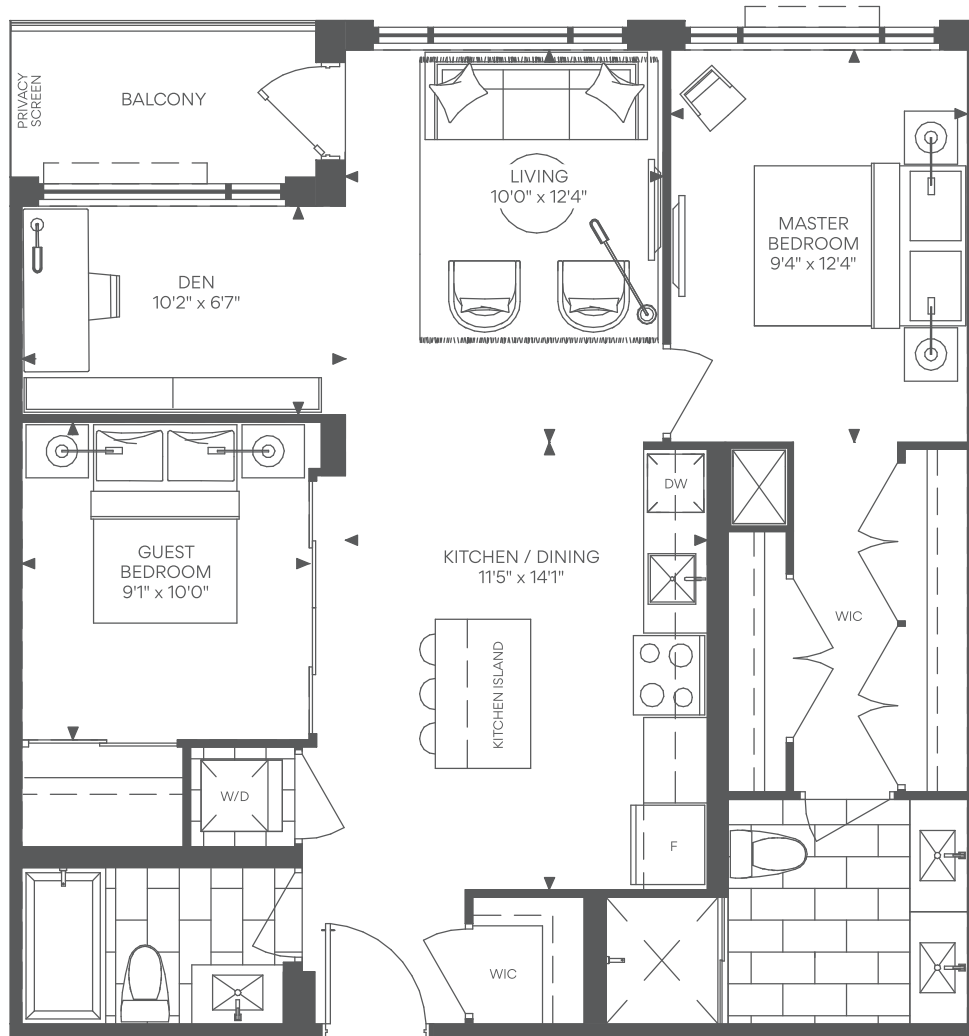 PRIVACY
SCREEN
BALCONY
LIVING
10'0" x 12'4"
MASTER
BEDROOM
9'4" x 12'4"
DEN
10'2" x 6'7"
DW
GUEST
BEDROOM
9'1" x 10'0"
KITCHEN / DINING
11'5" x 14'1"
WIC
KITCHEN ISLAND
W/D
F
WIC